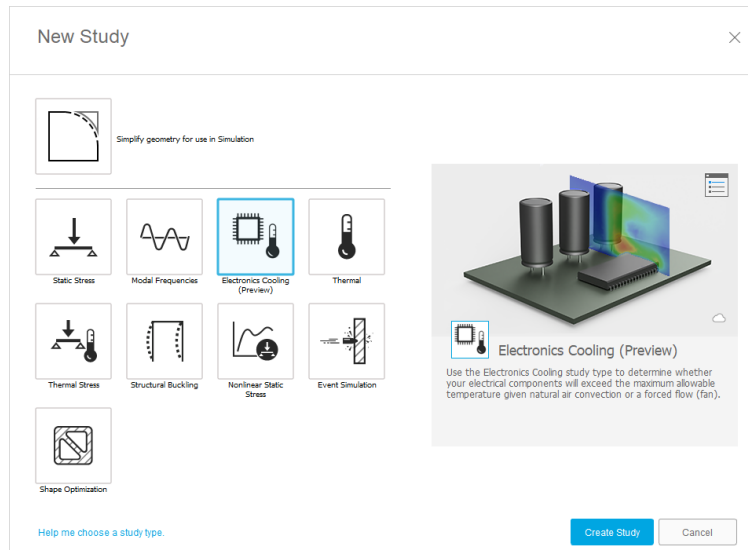 New Study
Simplify geometry for use in Simulation
Static Stress
Modal Frequencies
Electronics Cooling
(Preview)
Thermal
Thermal Stress
Structural Buckling
Nonlinear Static
Stress
Event Simulation
Shape Optimization
Electronics Cooling (Preview)
Use the Electronics Cooling study type to determine whether
your electrical components will exceed the maximum allowable
temperature given natural air convection or a forced flow (fan).
Help me choose a study type.
Create Study
Cancel